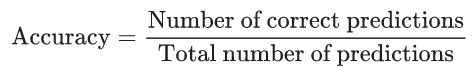 Accuracy = Number of correct predictions / Total number of predictions